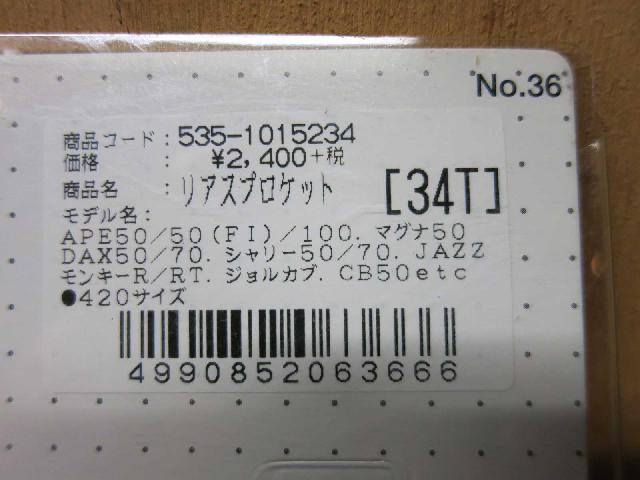 No.36
商品コード：535-1015234
価格　　：　¥2,400+税
商品名　：リアスプロケット [34T]
モデル名：
APE50/50(FI)/100．マグナ50
DAX50/70．シャリー50/70．JAZZ
モンキーR/RT．ジョルカブ．CB50etc
●420サイズ
4990852063666